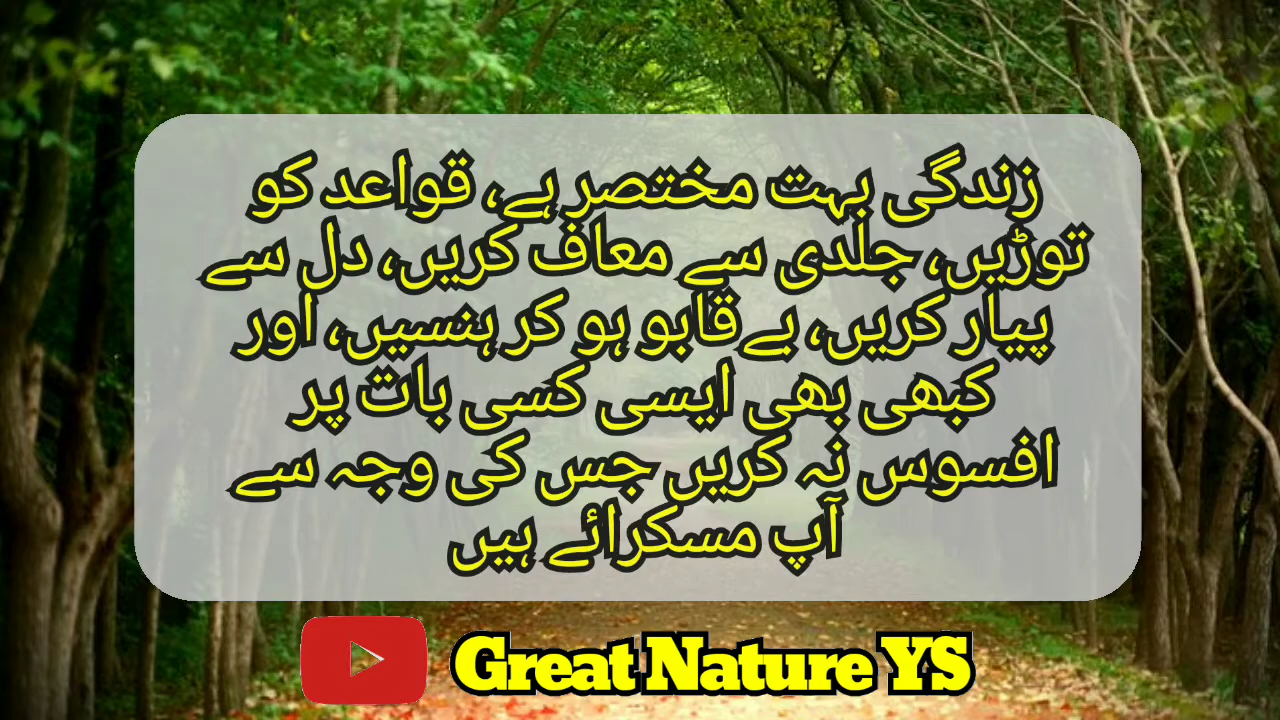 زندگی بہت مختصر ہے، قواعد کو
توڑیں، جلدی سے معاف کریں، دل سے
پیار کریں، بےقابو ہو کر ہنسیں، اور
کبھی بھی ایسی کسی بات پر
افسوس نہ کریں جس کی وجہ سے
آپ مسکرائے ہیں
Great Nature YS